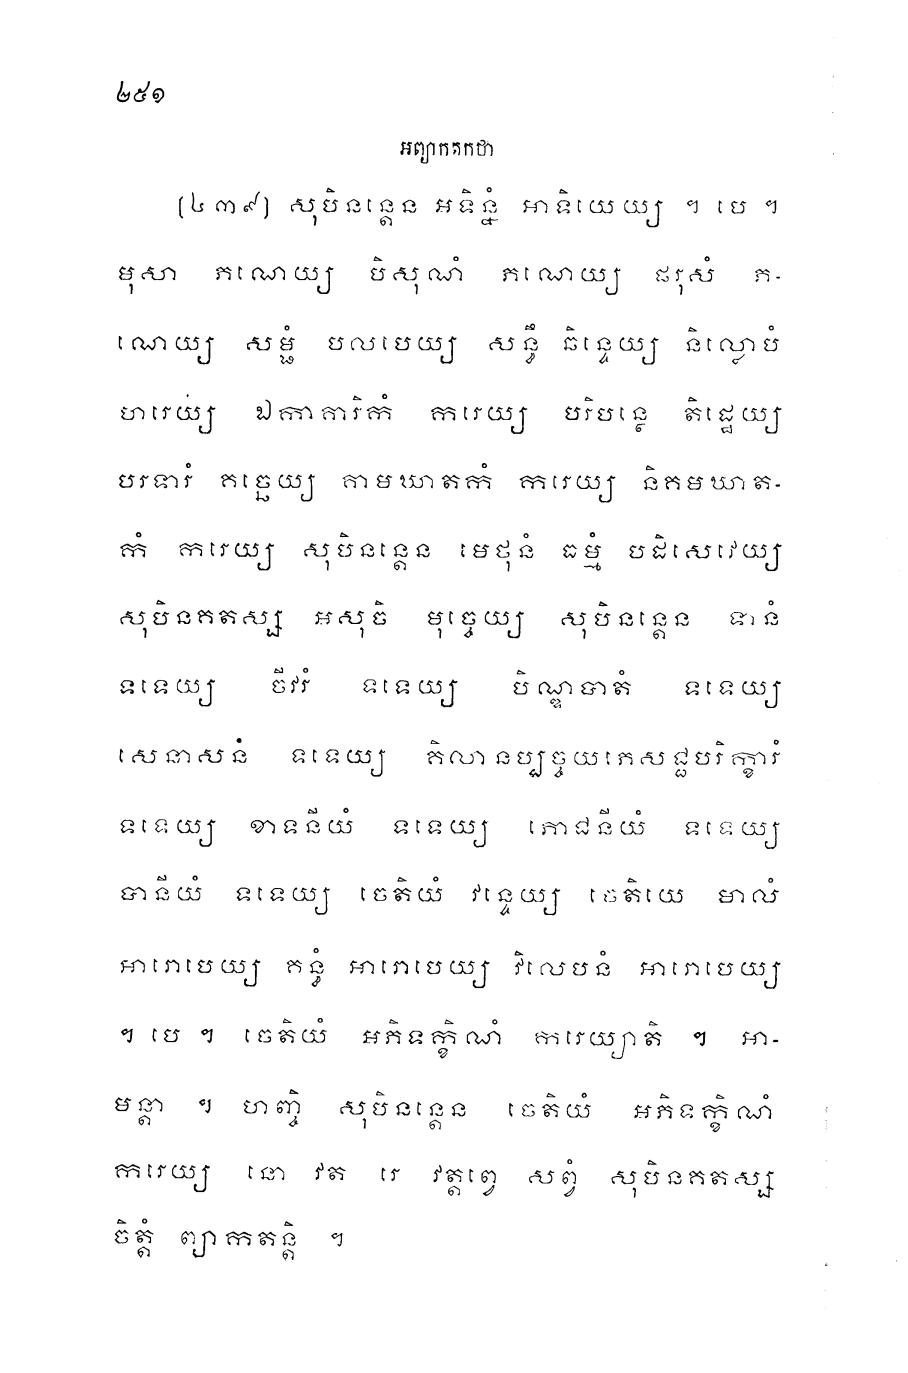 ២៥១
អព្យាកតកថា
(៤៣៩) សុបិនន្តេន អទិន្នំ អាទិយេយ្យ ។ បេ ។
មុសា ភណេយ្យ បិសុណំ ភណេយ្យ ផរុសំ ភ-
ណេយ្យ សម្ផំ បលបេយ្យ សន្ធឹ ឆិន្ទេយ្យ និល្លោបំ
ហរេយ្យ ឯកាគារិកំ ករេយ្យ បរិបន្ថេ តិដ្ឋេយ្យ
បរទារំ គច្ឆេយ្យ គាមឃាតកំ ករេយ្យ និគមឃាត-
កំ ករេយ្យ សុបិនន្តេន មេថុនំ ធម្មំ បដិសេវេយ្យ
សុបិនគតស្ស អសុចិ មុច្ចេយ្យ សុបិនន្តេន ទានំ
ទទេយ្យ ចីវរំ ទទេយ្យ បិណ្ឌបាតំ ទទេយ្យ
សេនាសនំ ទទេយ្យ គិលានប្បច្ចយភេសជ្ជបរិក្ខារំ
ទទេយ្យ ខាទនីយំ ទទេយ្យ ភោជនីយំ ទទេយ្យ
បានីយំ ទទេយ្យ ចេតិយំ វន្ទេយ្យ ចេតិយេ មាលំ
អារោបេយ្យ គន្ធំ អារោបេយ្យ វិលេបនំ អារោបេយ្យ
។ បេ ។ ចេតិយំ អភិទក្ខិណំ ករេយ្យាតិ ។ អា-
មន្តា ។ ហញ្ចិ សុបិនន្តេន ចេតិយំ អភិទក្ខិណំ
ករេយ្យ នោ វត រេ វត្តព្វេ សព្វំ សុបិនគតស្ស
ចិត្តំ ព្យាកតន្តិ ។